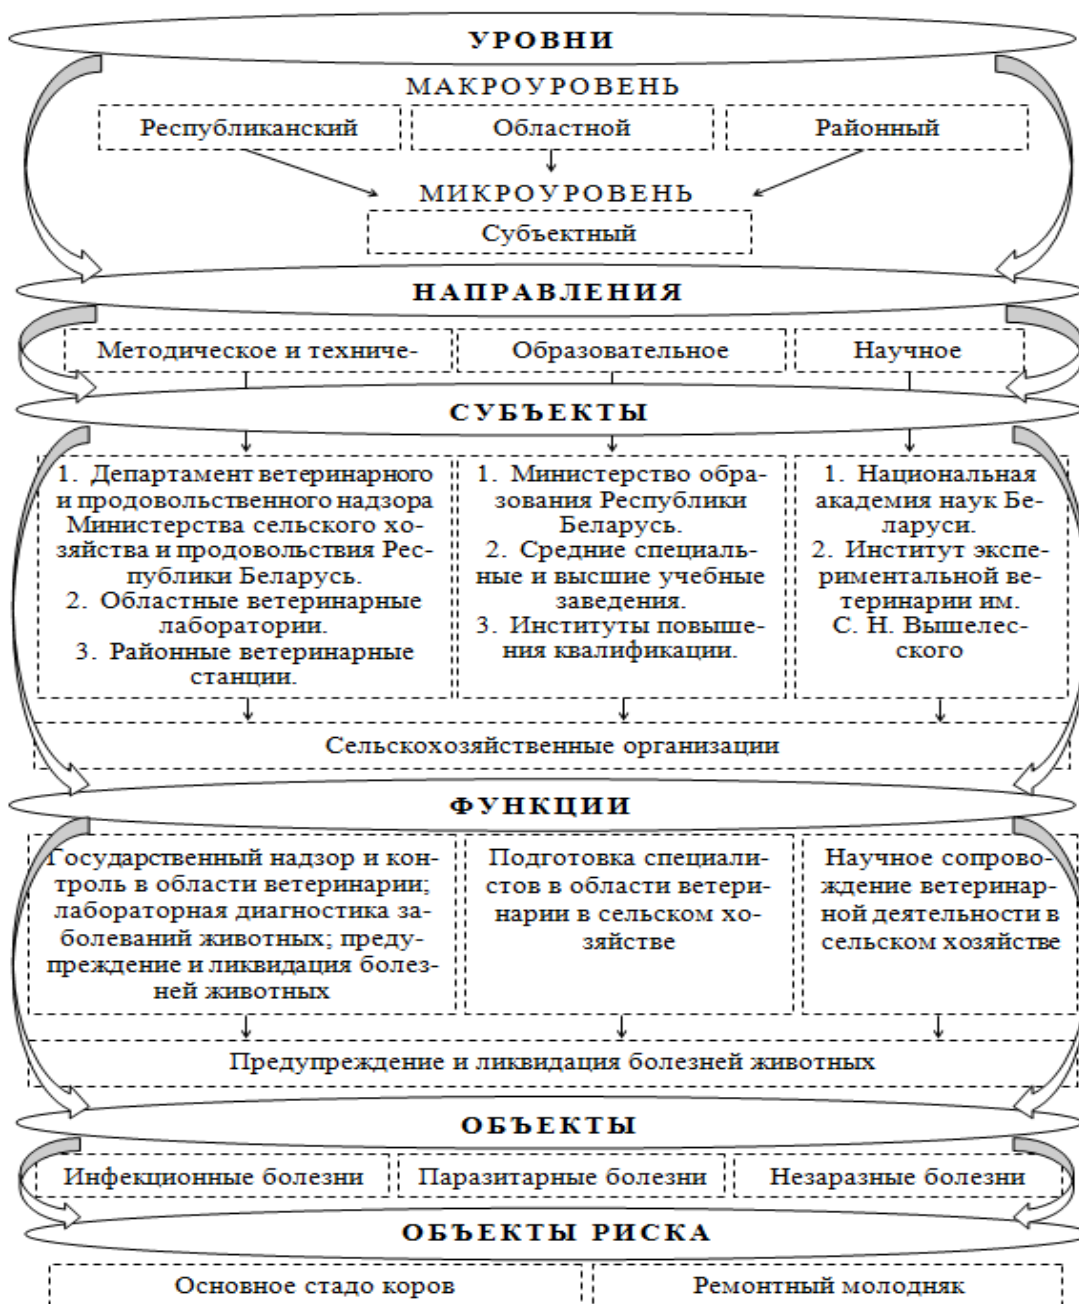 УРОВНИ
МАКРОУРОВЕНЬ
Республиканский
Областной
Районный
МИКРОУРОВЕНЬ
Субъектный
НАПРАВЛЕНИЯ
Методическое и техниче-
Образовательное
Научное
СУБЪЕКТЫ
1. Департамент ветеринарного
и продовольственного надзора
Министерства сельского хо-
зяйства и продовольствия Рес-
публики Беларусь.
2. Областные ветеринарные
лаборатории.
3. Районные ветеринарные
станции.
1. Министерство обра-
зования Республики
Беларусь.
2. Средние специаль-
ные и высшие учебные
заведения.
3. Институты повыше-
ния квалификации.
1. Национальная
академия наук Бе-
ларуси.
2. Институт экспе-
риментальной ве-
теринарии им.
С. Н. Вышелес-
ского
Сельскохозяйственные организации
ФУНКЦИИ
Государственный надзор и кон-
троль в области ветеринарии;
лабораторная диагностика за-
болеваний животных; преду-
преждение и ликвидация болез-
ней животных
Подготовка специали-
стов в области ветери-
нарии в сельском хо-
зяйстве
Научное сопрово-
ждение ветеринар-
ной деятельности в
сельском хозяйстве
Предупреждение и ликвидация болезней животных
ОБЪЕКТЫ
Инфекционные болезни
Паразитарные болезни
Незаразные болезни
ОБЪЕКТЫ РИСКА
Основное стадо коров
Ремонтный молодняк